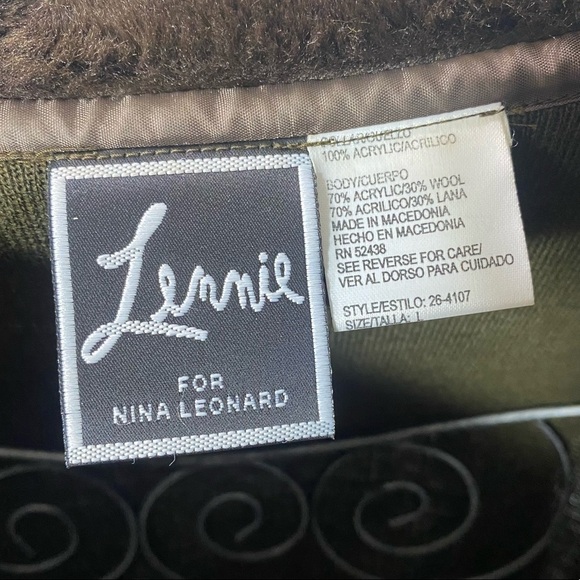 Lennie
FOR
NINA LEONARD
COLLAR/CUELLO
100% ACRYLIC/ACRILICO
BODY/CUERPO
70% ACRYLIC/30% WOOL
70% ACRILICO/30% LANA
MADE IN MACEDONIA
HECHO EN MACEDONIA
RN 52438
SEE REVERSE FOR CARE/
VER AL DORSO PARA CUIDADO
STYLE/ESTILO: 26-4107
SIZE/TALLA: L